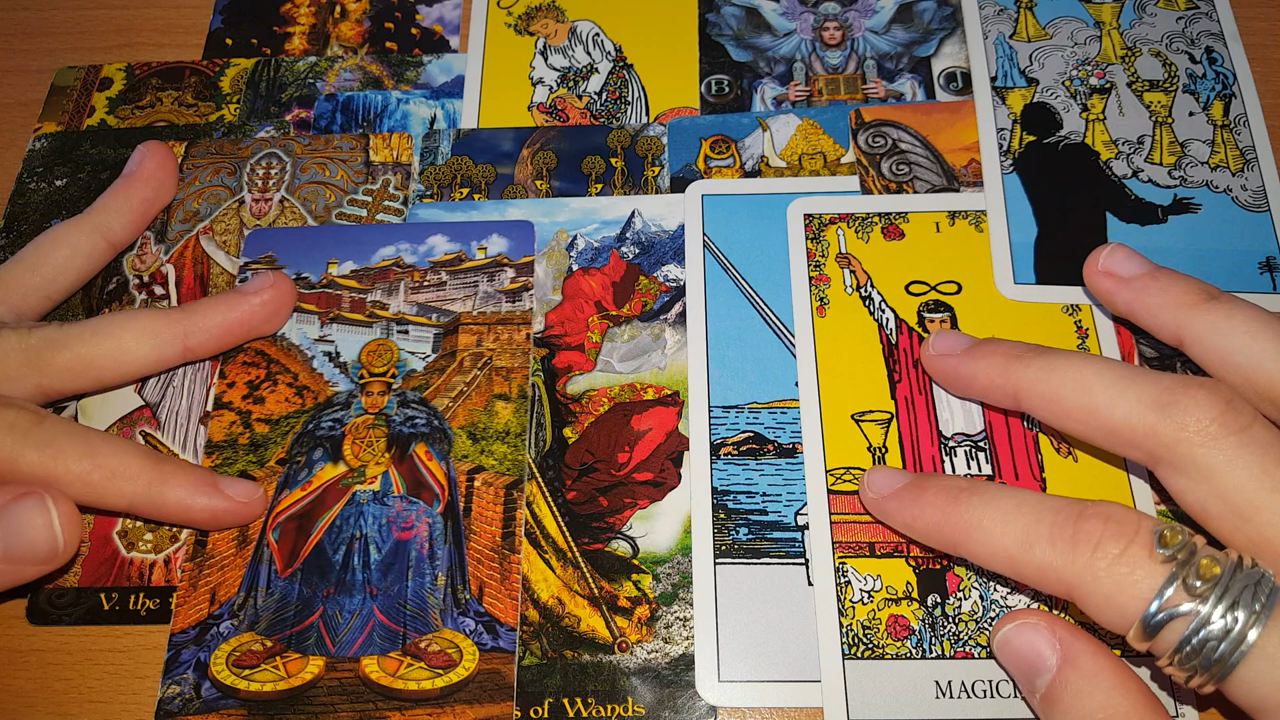 B
J
I
V. the
s of Wands
MAGICI